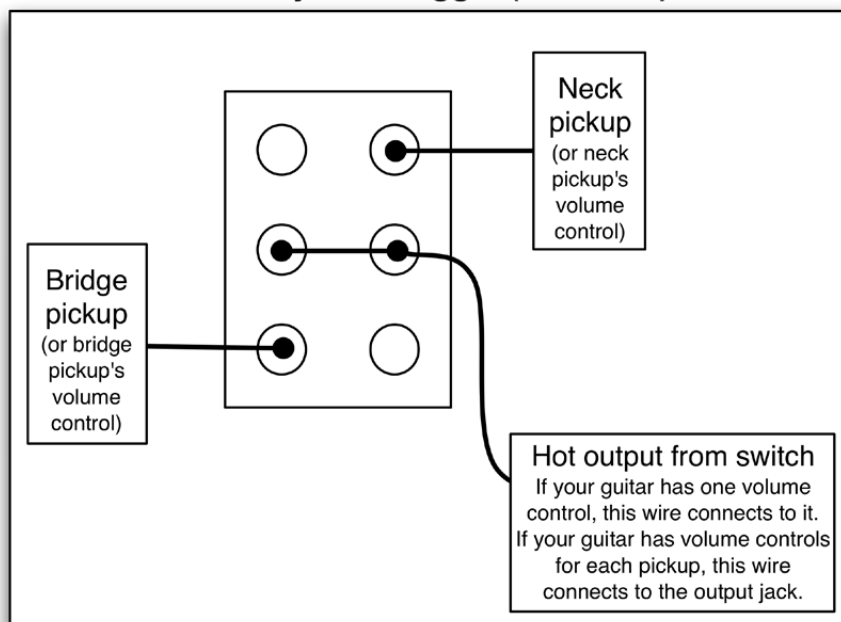 Neck
pickup
(or neck
pickup's
volume
control)
Bridge
pickup
(or bridge
pickup's
volume
control)
Hot output from switch
If your guitar has one volume
control, this wire connects to it.
If your guitar has volume controls
for each pickup, this wire
connects to the output jack.